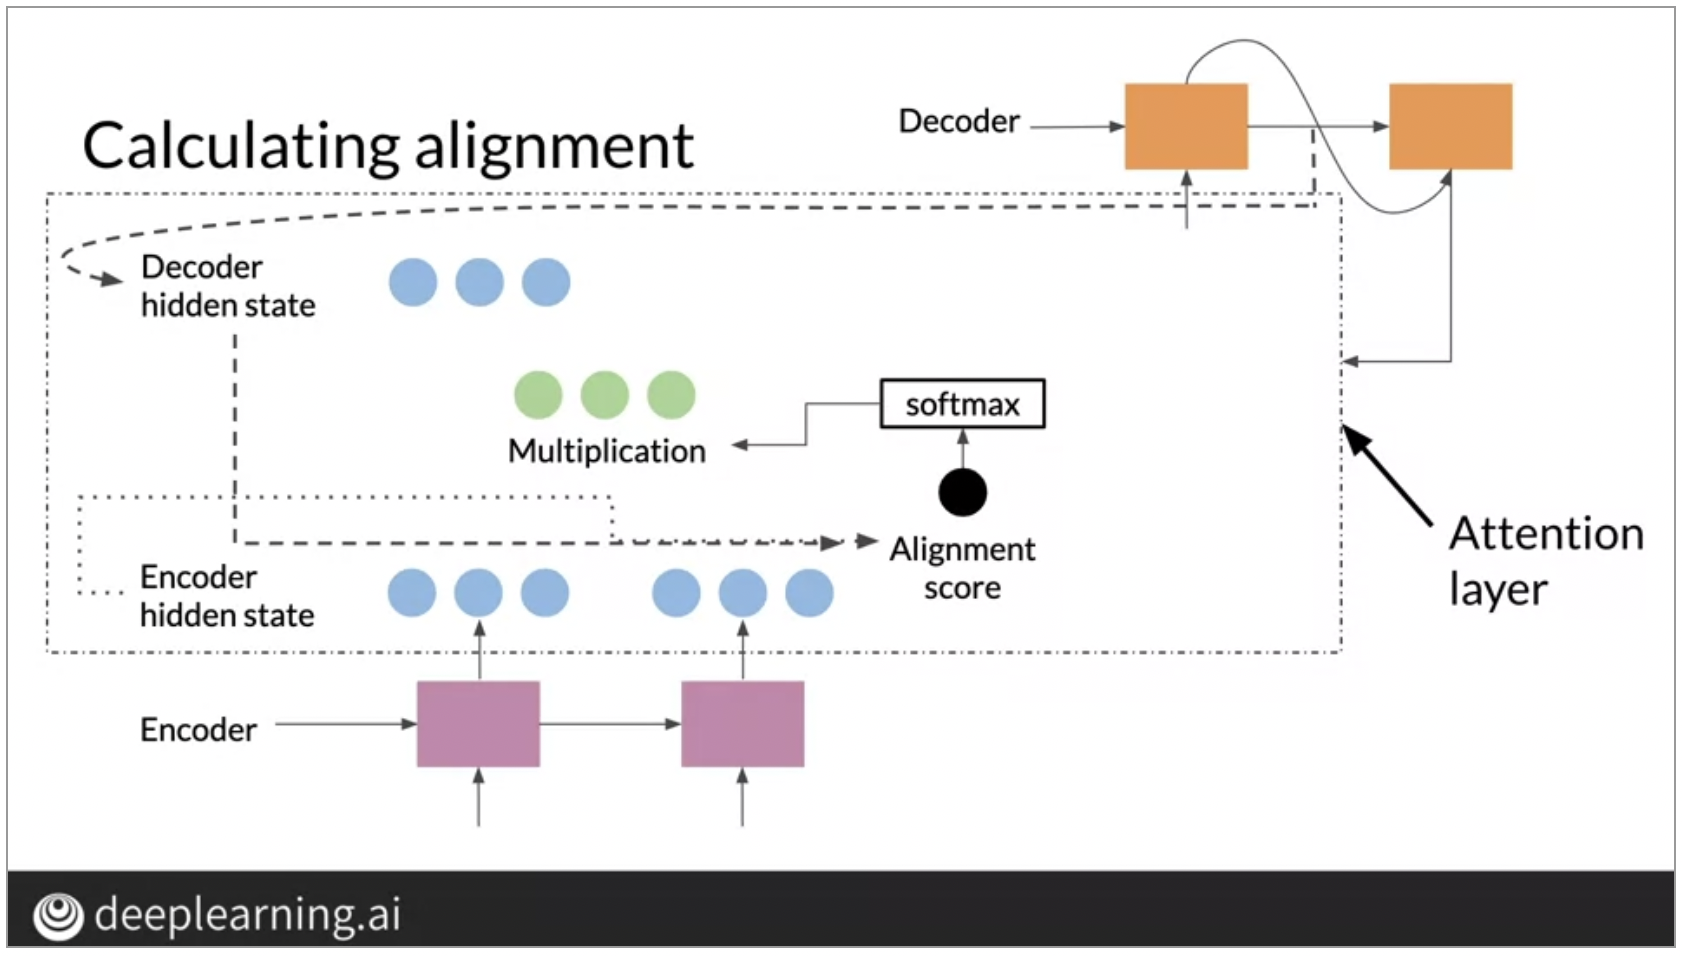 Calculating alignment
Decoder
Decoder
hidden state
softmax
Multiplication
Alignment
score
Attention
layer
Encoder
hidden state
Encoder
deeplearning.ai